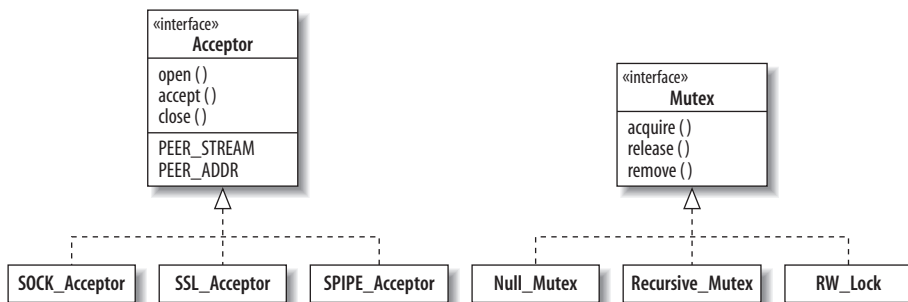 «interface»
Acceptor
open ( )
accept ( )
close ( )
PEER_STREAM
PEER_ADDR
SOCK_Acceptor
SSL_Acceptor
SPIPE_Acceptor
«interface»
Mutex
acquire ( )
release ( )
remove ( )
Null_Mutex
Recursive_Mutex
RW_Lock